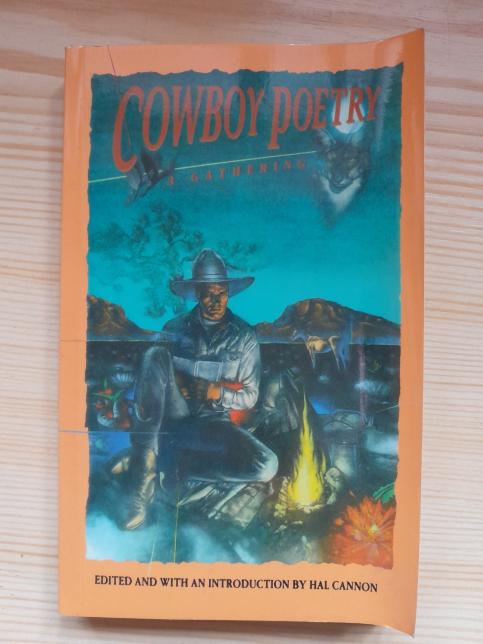 COWBOY POETRY
A GATHERING
EDITED AND WITH AN INTRODUCTION BY HAL CANNON